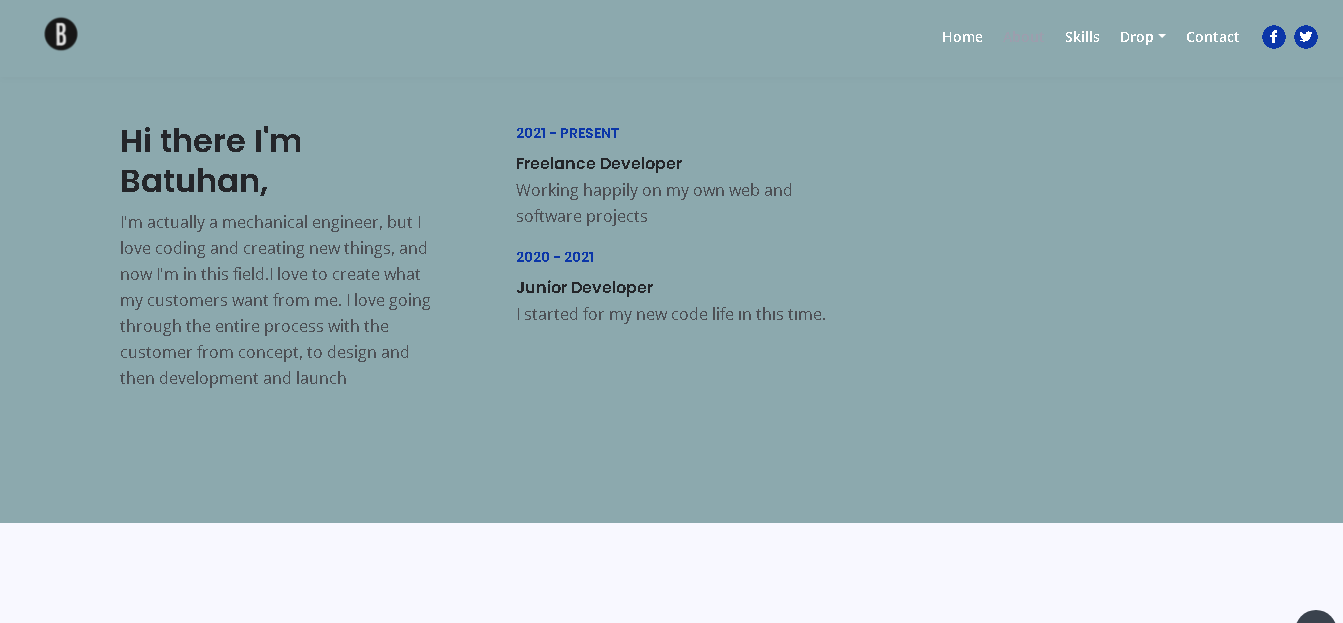 B
Home
About
Skills
Drop
Contact
Hi there I'm
Batuhan,
I'm actually a mechanical engineer, but I
love coding and creating new things, and
now I'm in this field.I love to create what
my customers want from me. I love going
through the entire process with the
customer from concept, to design and
then development and launch
2021 - PRESENT
Freelance Developer
Working happily on my own web and
software projects
2020 - 2021
Junior Developer
I started for my new code life ın thıs tıme.